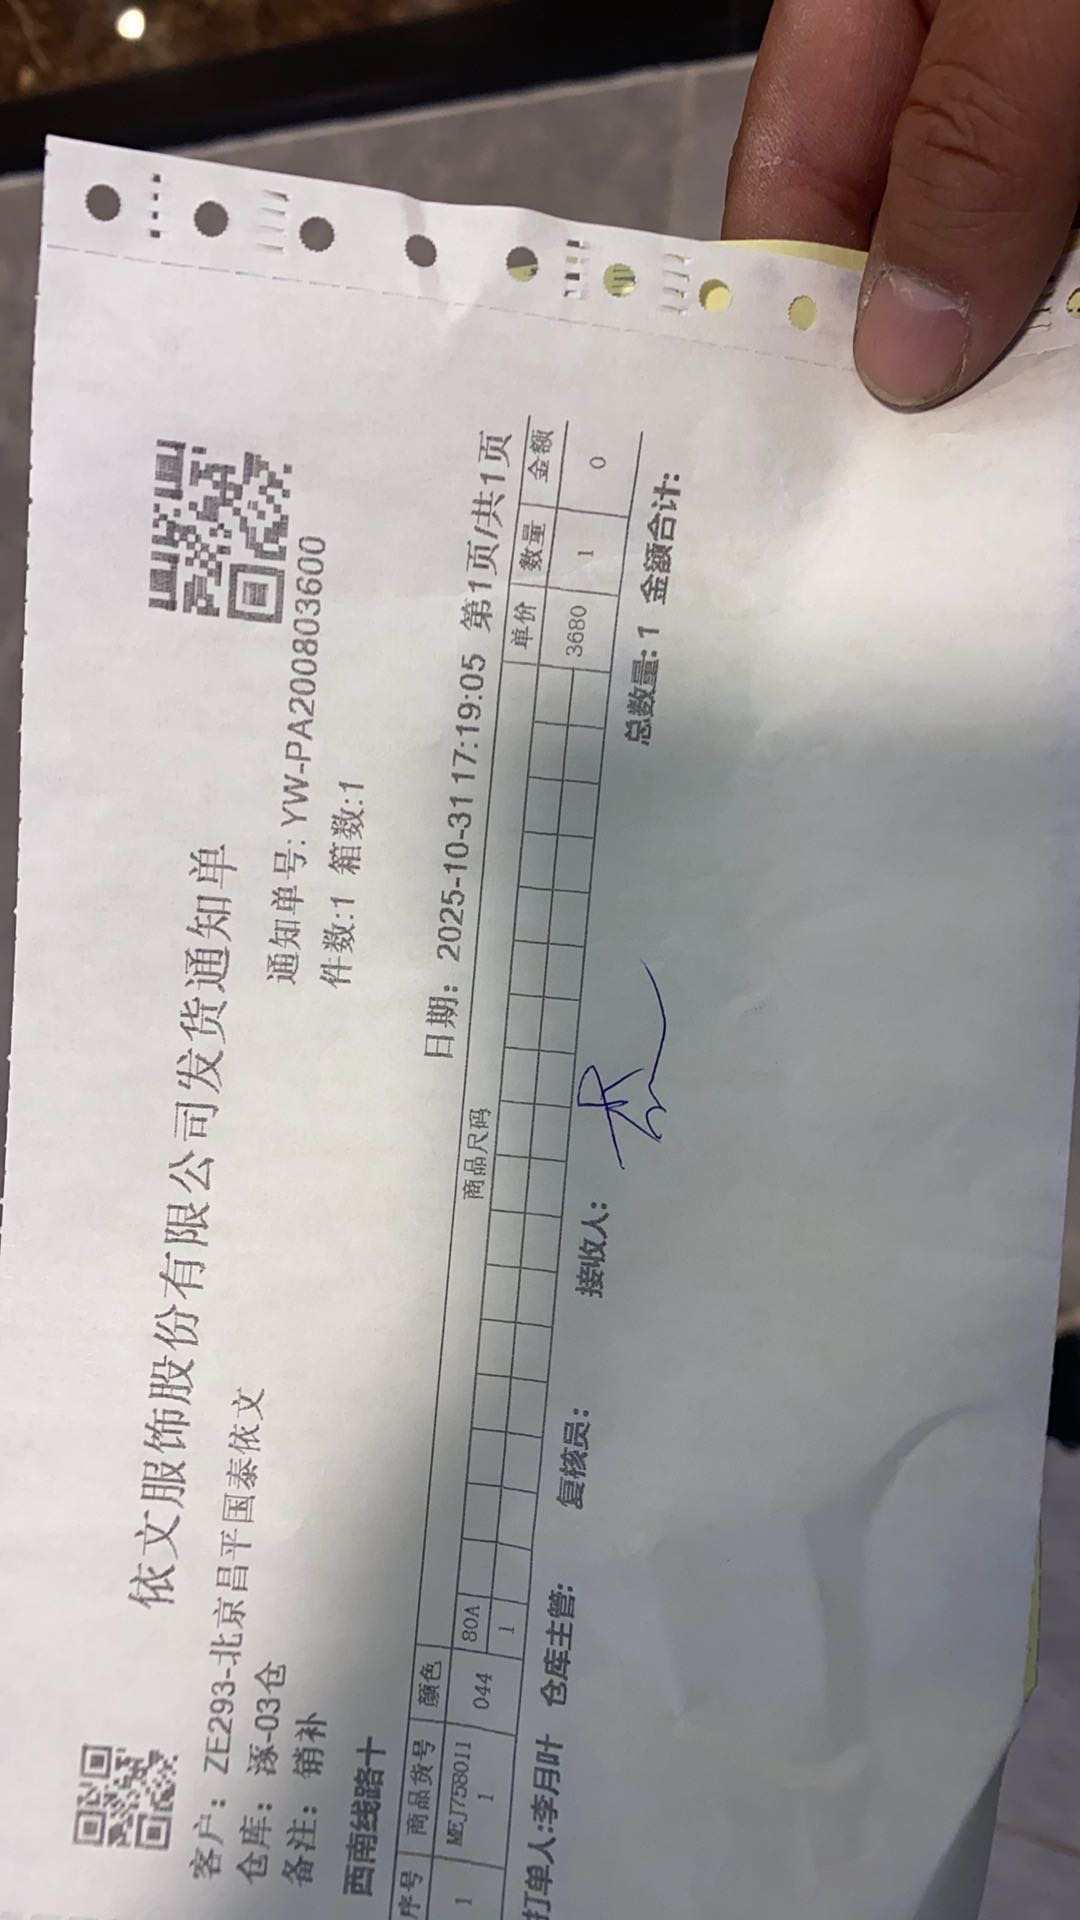 依文服饰股份有限公司发货通知单
客户：ZE293-北京昌平国泰依文
通知单号: YW-PA200803600
仓库：涿-03仓
件数:1 箱数:1
备注：销补
西南线路十
日期：2025-10-31 17:19:05 第1页/共1页
序号 商品货号 颜色 商品尺码 单价 数量 金额
80A
1 MEJ758011 1 044 1 3680 1 0
总数量: 1 金额合计:
打单人:李月叶 仓库主管: 复核员: 接收人: